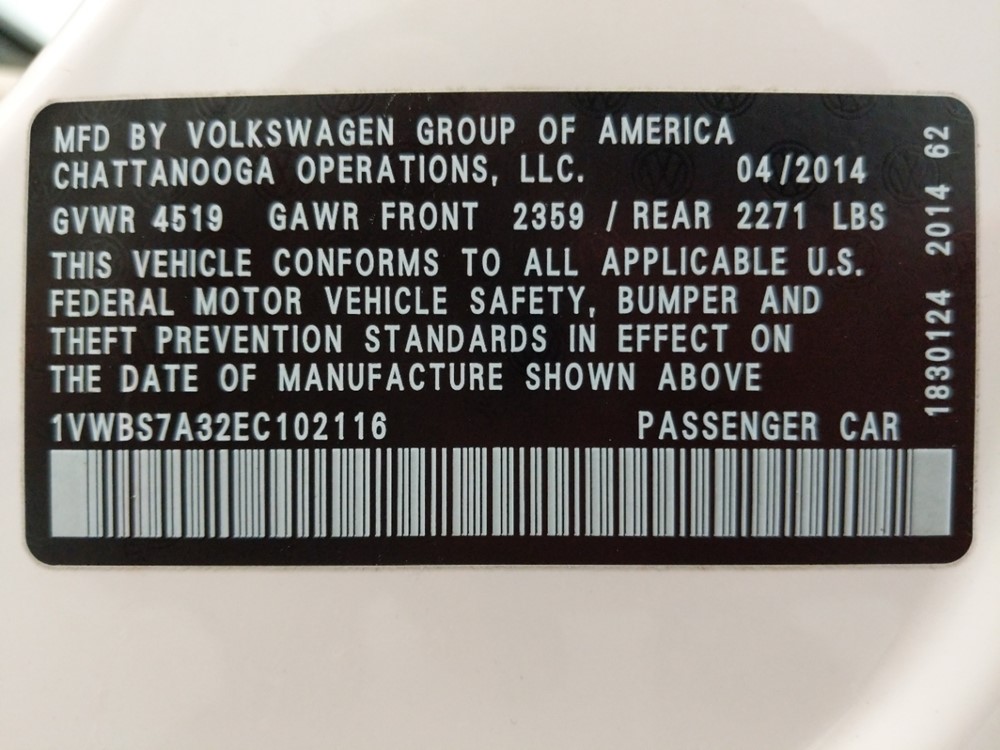 MFD BY VOLKSWAGEN GROUP OF AMERICA
CHATTANOOGA OPERATIONS, LLC. 04/2014
GVWR 4519 GAWR FRONT 2359 / REAR 2271 LBS
THIS VEHICLE CONFORMS TO ALL APPLICABLE U.S.
FEDERAL MOTOR VEHICLE SAFETY, BUMPER AND
THEFT PREVENTION STANDARDS IN EFFECT ON
THE DATE OF MANUFACTURE SHOWN ABOVE
1VWBS7A32EC102116 PASSENGER CAR
1830124 2014 62